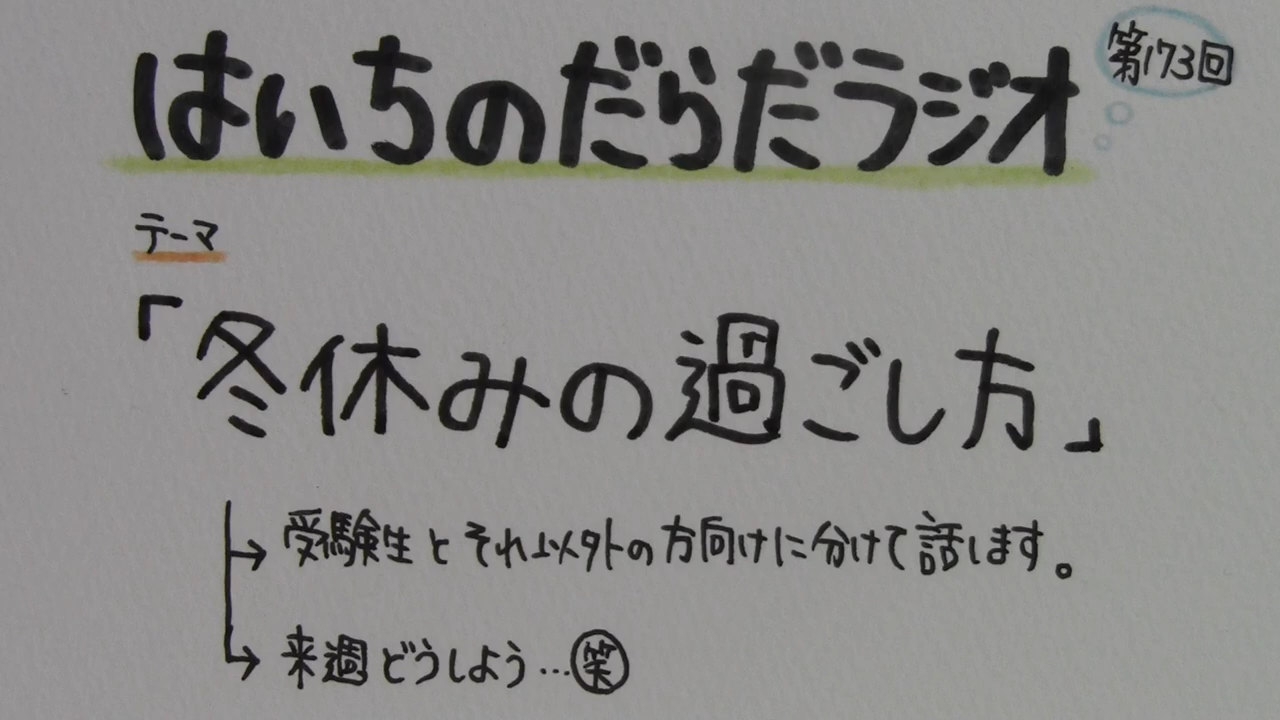 はいちのだらだラジオ
第173回
テーマ
「冬休みの過ごし方」
→ 受験生とそれ以外の方向けに分けて話します。
→ 来週どうしよう…㊗笑